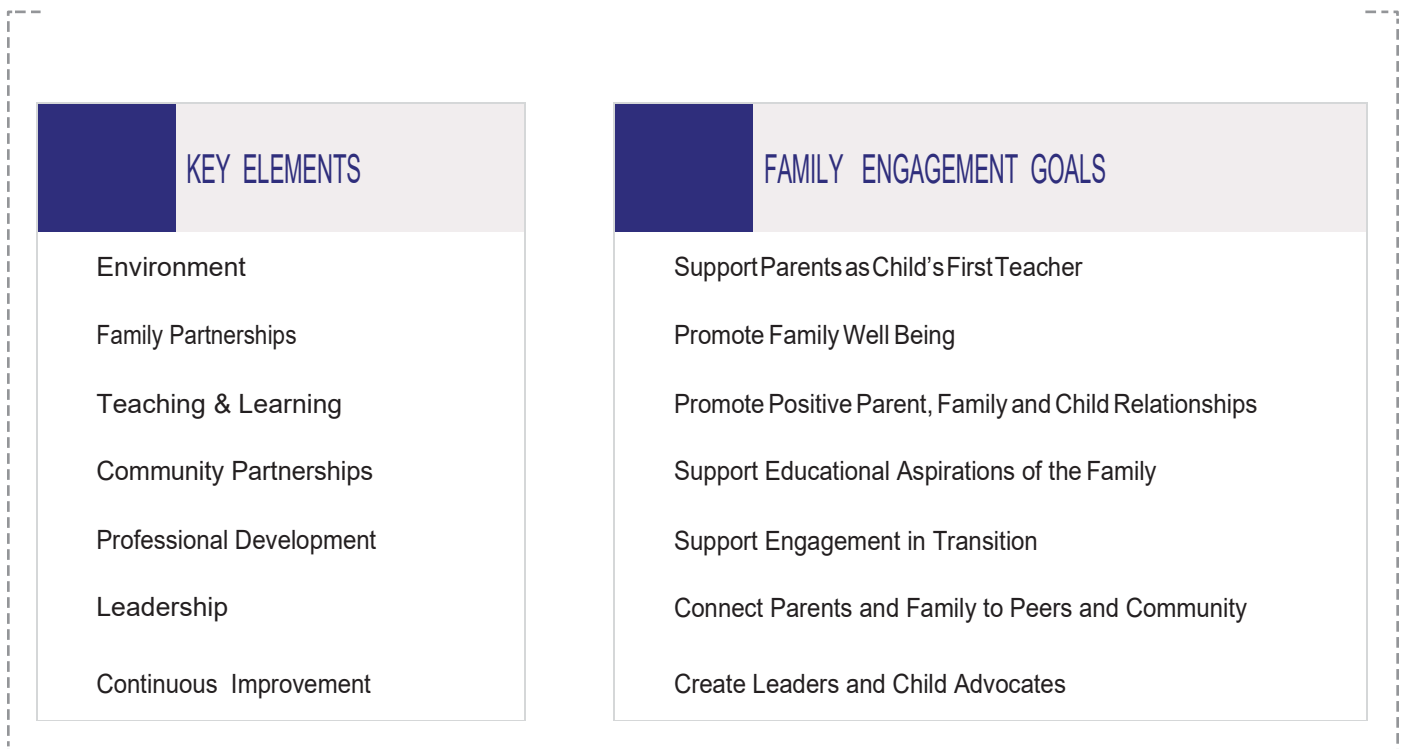 KEY ELEMENTS
Environment
Family Partnerships
Teaching & Learning
Community Partnerships
Professional Development
Leadership
Continuous Improvement
FAMILY ENGAGEMENT GOALS
Support Parents as Child’s First Teacher
Promote Family Well Being
Promote Positive Parent, Family and Child Relationships
Support Educational Aspirations of the Family
Support Engagement in Transition
Connect Parents and Family to Peers and Community
Create Leaders and Child Advocates